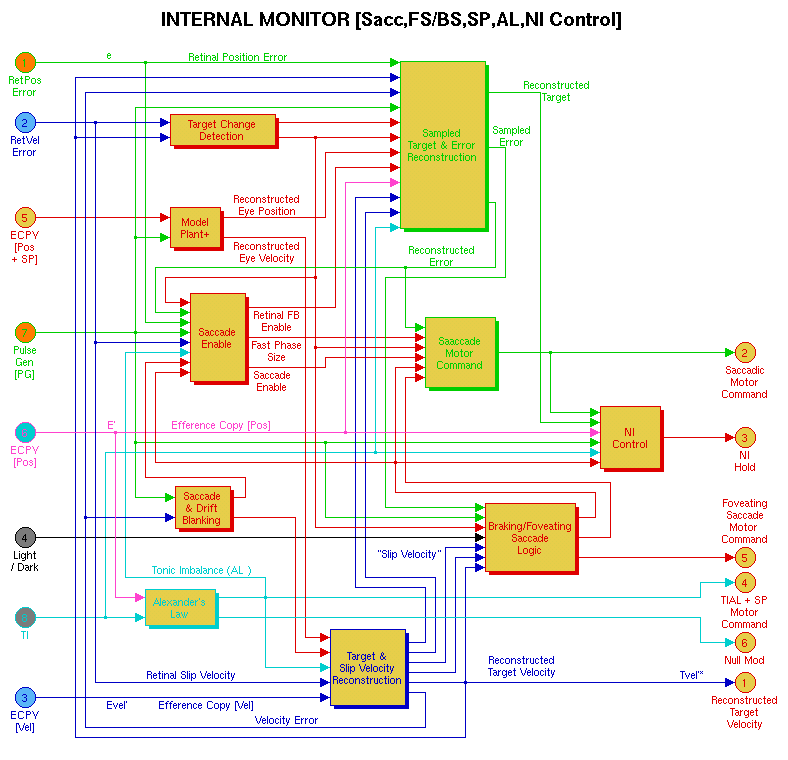 INTERNAL MONITOR [Sacc,FS/BS,SP,AL,NI Control]
e
Retinal Position Error
1
RetPos
Error
Reconstructed
Target
2
RetVel
Error
Target Change
Detection
Sampled
Target & Error
Reconstruction
Sampled
Error
5
ECPY
[Pos
+ SP]
Model
Plant+
Reconstructed
Eye Position
Reconstructed
Eye Velocity
Reconstructed
Error
7
Pulse
Gen
[PG]
Saccade
Enable
Retinal FB
Enable
Fast Phase
Size
Saccade
Enable
Saaccade
Motor
Command
2
Saccadic
Motor
Command
E'
Efference Copy [Pos]
ECPY
[Pos]
NI
Control
3
NI
Hold
Saccade
& Drift
Blanking
4
Light
/ Dark
"Slip Velocity"
Braking/Foveating
Saccade
Logic
Foveating
Saccade
Motor
Command
5
Tonic Imbalance (AL )
Alexander's
Law
TI
4
TIAL + SP
Motor
Command
6
Null Mod
Target &
Slip Velocity
Reconstruction
Retinal Slip Velocity
Reconstructed
Target Velocity
Tvel'*
1
Reconstructed
Target
Velocity
3
ECPY
[Vel]
Evel'
Efference Copy [Vel]
Velocity Error